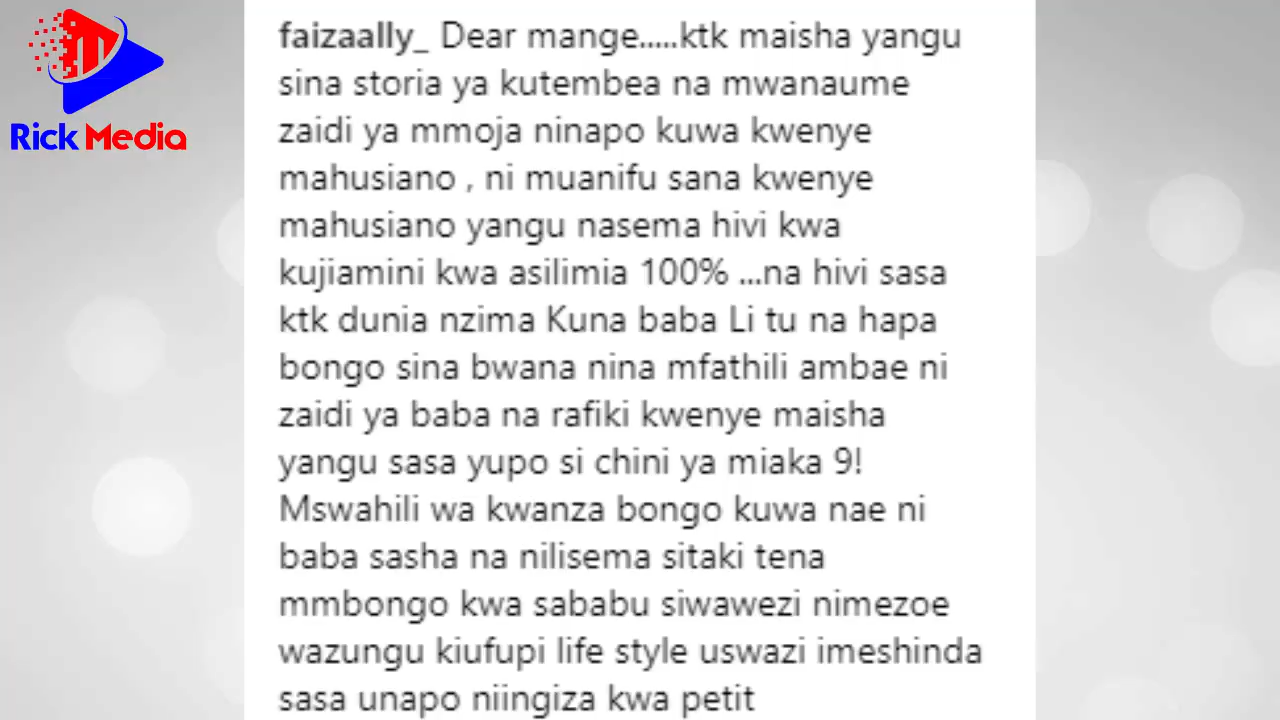 Rick Media
faizaally_ Dear mange.....ktk maisha yangu
sina storia ya kutembea na mwanaume
zaidi ya mmoja ninapo kuwa kwenye
mahusiano , ni muanifu sana kwenye
mahusiano yangu nasema hivi kwa
kujiamini kwa asilimia 100% ...na hivi sasa
ktk dunia nzima Kuna baba Li tu na hapa
bongo sina bwana nina mfathili ambae ni
zaidi ya baba na rafiki kwenye maisha
yangu sasa yupo si chini ya miaka 9!
Mswahili wa kwanza bongo kuwa nae ni
baba sasha na nilisema sitaki tena
mmbongo kwa sababu siwawezi nimezoe
wazungu kiufupi life style uswazi imeshinda
sasa unapo niingiza kwa petit